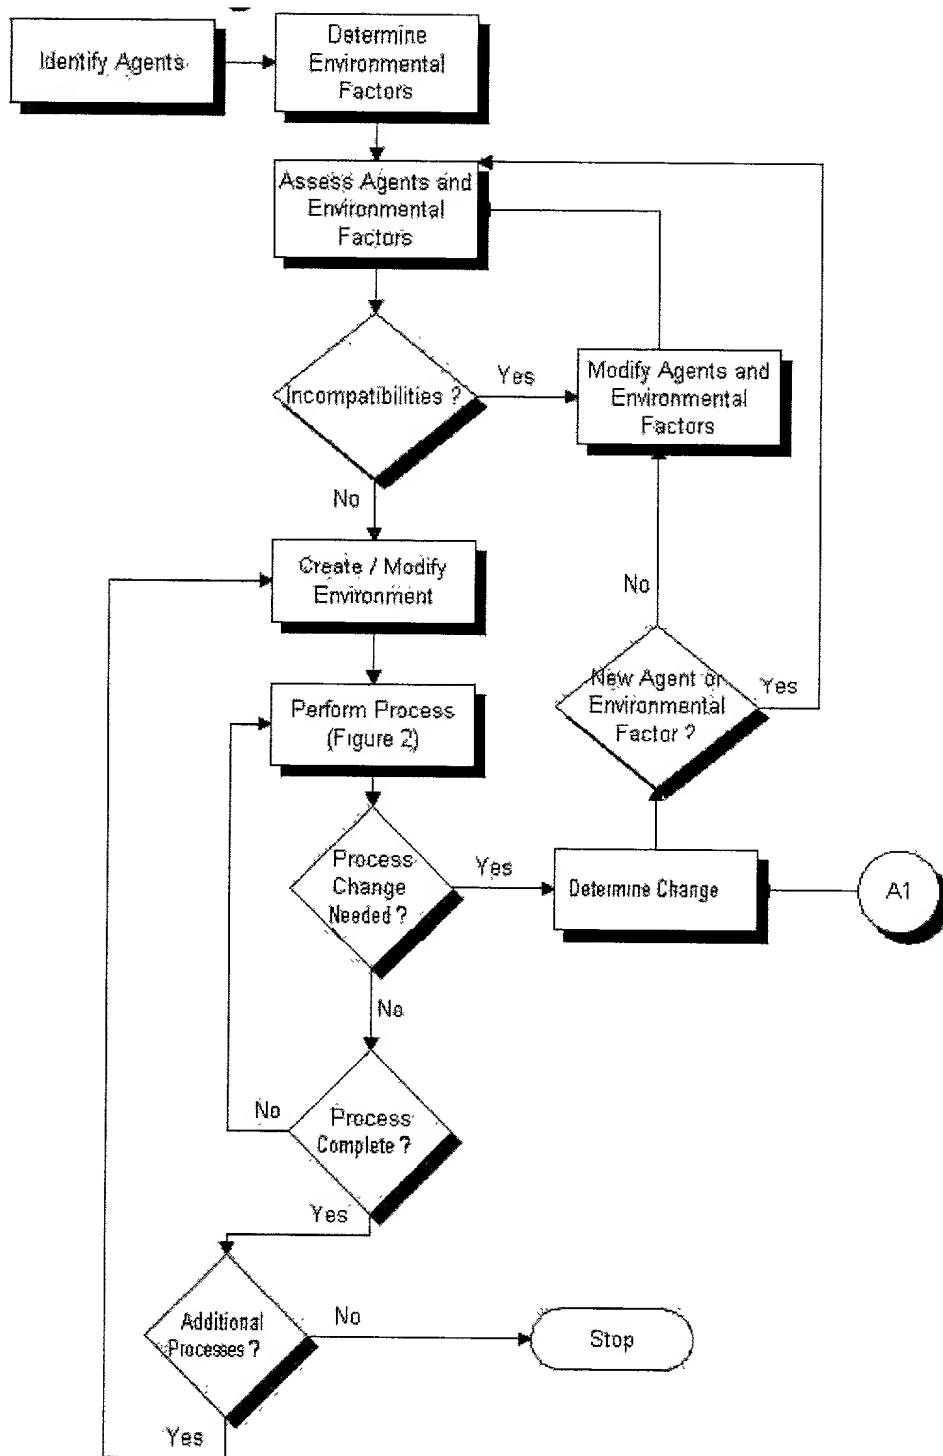 Identify Agents
Determine
Environmental
Factors
Assess Agents and
Environmental
Factors
Incompatibilities ?
Yes
Modify Agents and
Environmental
Factors
No
Create / Modify
Environment
No
New Agent or
Environmental
Factor ?
Yes
Perform Process
(Figure 2)
Process
Change
Needed ?
Yes
Determine Change
A1
No
No
Process
Complete ?
Yes
Additional
Processes ?
No
Stop
Yes